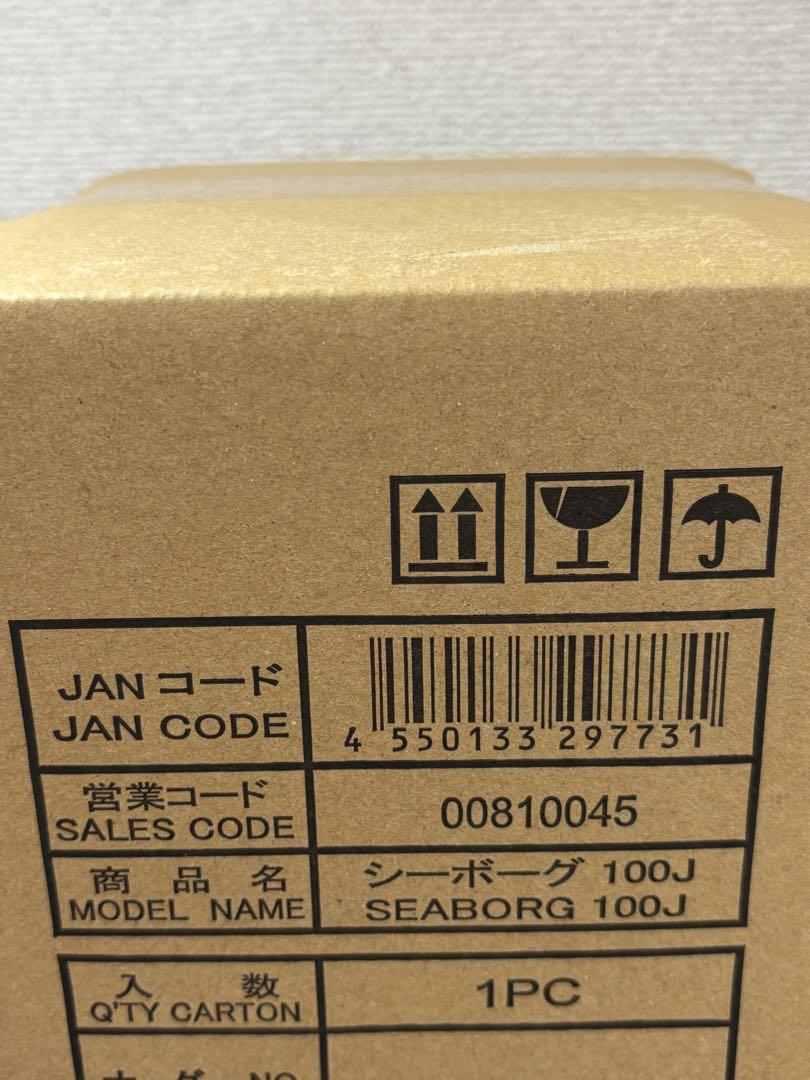 JANコード
JAN CODE
4 550133 297731
営業コード
SALES CODE
00810045
商品名
MODEL NAME
シーボーグ 100J
SEABORG 100J
入数
Q'TY CARTON
1PC
NO